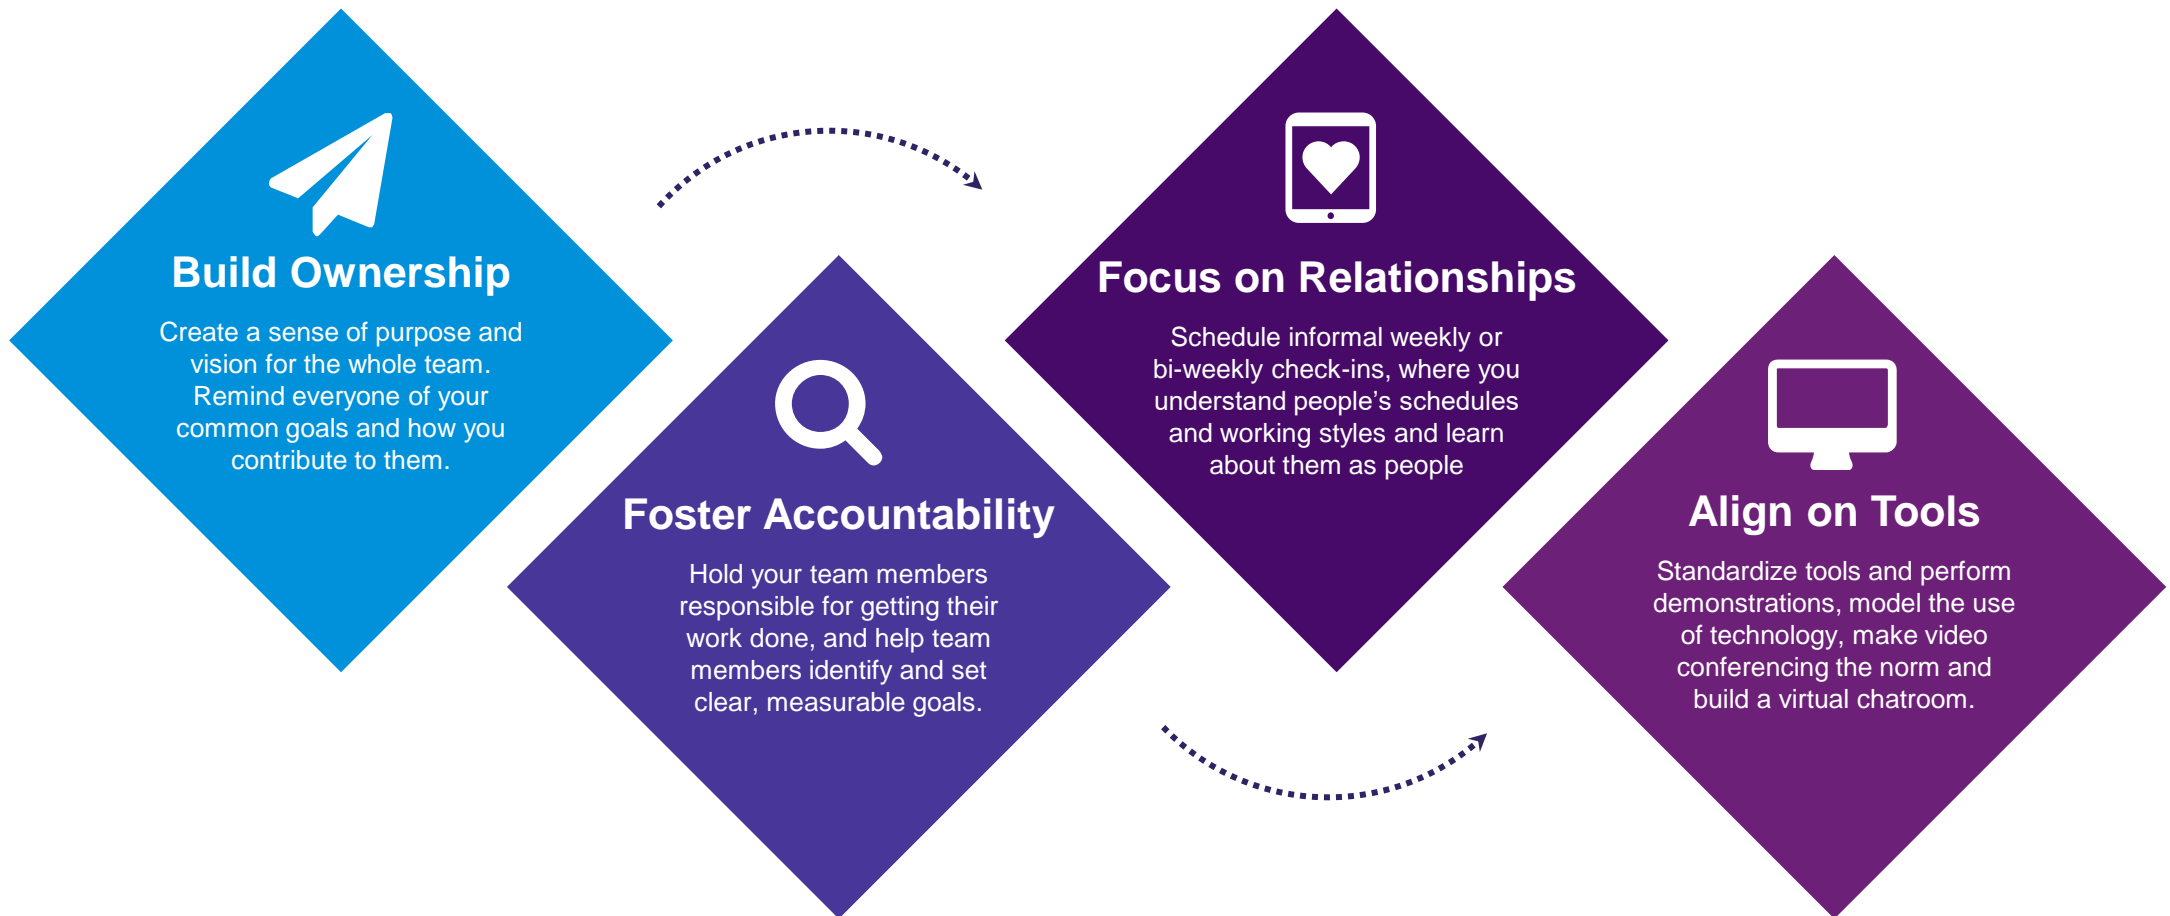 Build Ownership
Create a sense of purpose and
vision for the whole team.
Remind everyone of your
common goals and how you
contribute to them.
Foster Accountability
Hold your team members
responsible for getting their
work done, and help team
members identify and set
clear, measurable goals.
Focus on Relationships
Schedule informal weekly or
bi-weekly check-ins, where you
understand people’s schedules
and working styles and learn
about them as people
Align on Tools
Standardize tools and perform
demonstrations, model the use
of technology, make video
conferencing the norm and
build a virtual chatroom.